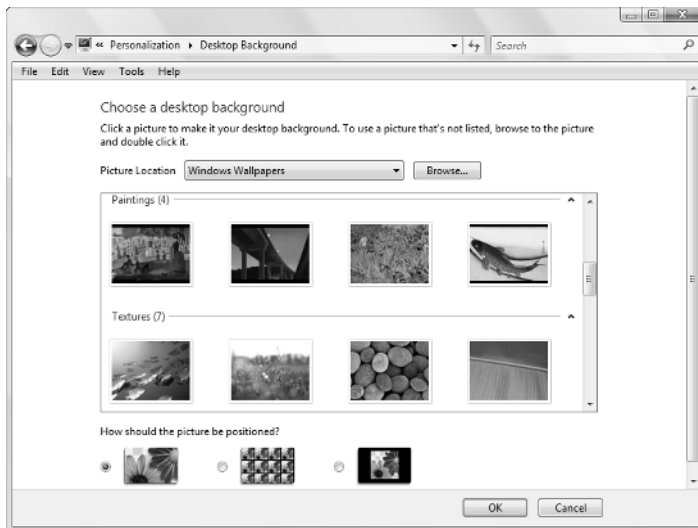 « Personalization ▸ Desktop Background Search
File Edit View Tools Help
Choose a desktop background
Click a picture to make it your desktop background. To use a picture that's not listed, browse to the picture
and double click it.
Picture Location Windows Wallpapers Browse...
Paintings (4)
Textures (7)
How should the picture be positioned?
OK Cancel